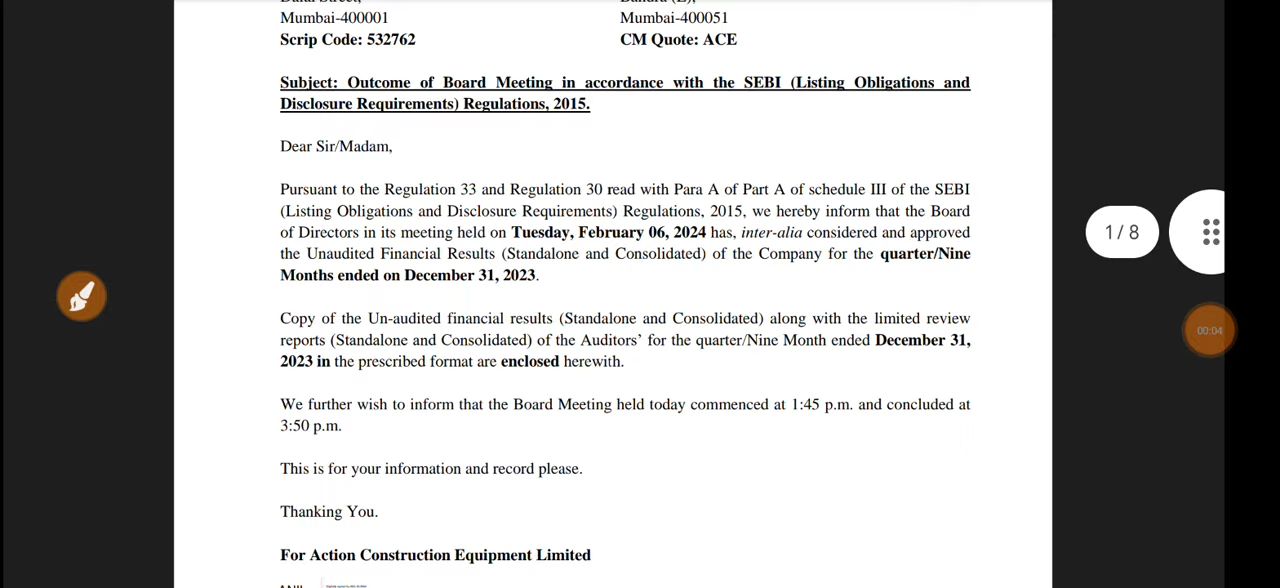 Mumbai-400001 Mumbai-400051
Scrip Code: 532762 CM Quote: ACE
Subject: Outcome of Board Meeting in accordance with the SEBI (Listing Obligations and
Disclosure Requirements) Regulations, 2015.
Dear Sir/Madam,
Pursuant to the Regulation 33 and Regulation 30 read with Para A of Part A of schedule III of the SEBI
(Listing Obligations and Disclosure Requirements) Regulations, 2015, we hereby inform that the Board
of Directors in its meeting held on Tuesday, February 06, 2024 has, inter-alia considered and approved
the Unaudited Financial Results (Standalone and Consolidated) of the Company for the quarter/Nine
Months ended on December 31, 2023.
Copy of the Un-audited financial results (Standalone and Consolidated) along with the limited review
reports (Standalone and Consolidated) of the Auditors' for the quarter/Nine Month ended December 31,
2023 in the prescribed format are enclosed herewith.
We further wish to inform that the Board Meeting held today commenced at 1:45 p.m. and concluded at
3:50 p.m.
This is for your information and record please.
Thanking You.
For Action Construction Equipment Limited
1 / 8
00:04